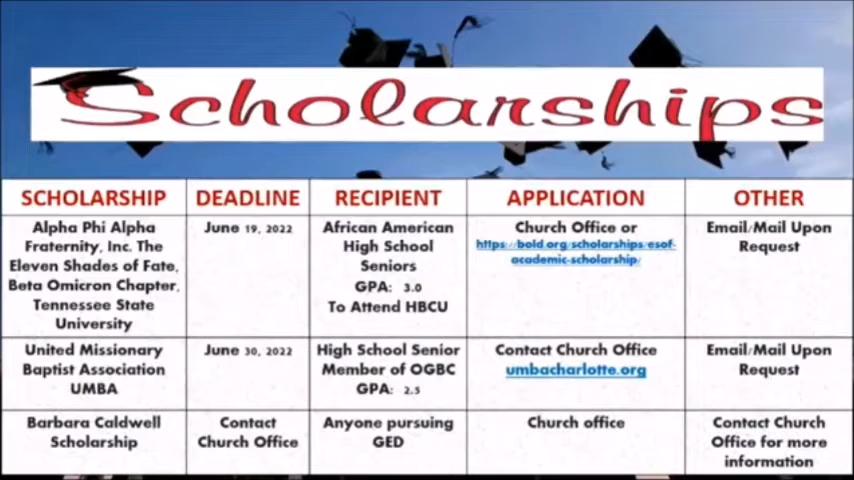 Scholarships
SCHOLARSHIP DEADLINE RECIPIENT APPLICATION OTHER
Alpha Phi Alpha
Fraternity, Inc. The
Eleven Shades of Fate,
Beta Omicron Chapter,
Tennessee State
University
June 19, 2022
African American
High School
Seniors
GPA: 3.0
To Attend HBCU
Church Office or
https://bold.org/scholarships/esof-
academic-scholarship/
Email/Mail Upon
Request
United Missionary
Baptist Association
UMBA
June 30, 2022
High School Senior
Member of OGBC
GPA: 2.5
Contact Church Office
umbacharlotte.org
Email/Mail Upon
Request
Barbara Caldwell
Scholarship
Contact
Church Office
Anyone pursuing
GED
Church office
Contact Church
Office for more
information